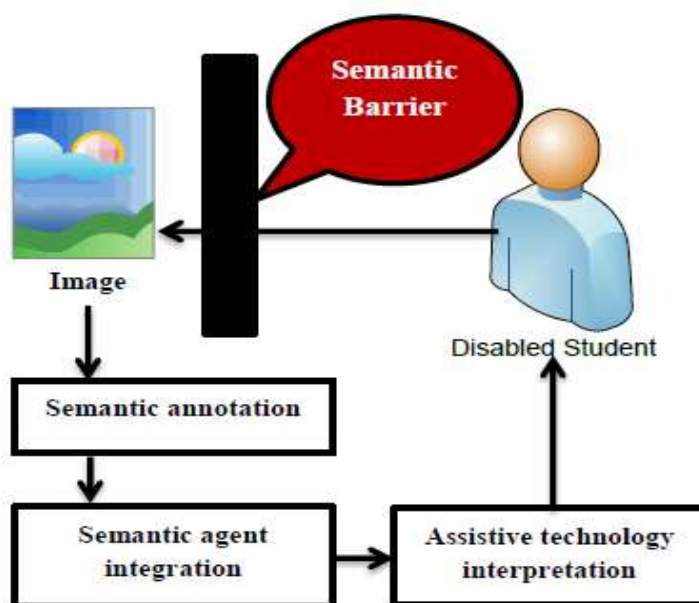 Semantic
Barrier
Image
Disabled Student
Semantic annotation
Semantic agent
integration
Assistive technology
interpretation